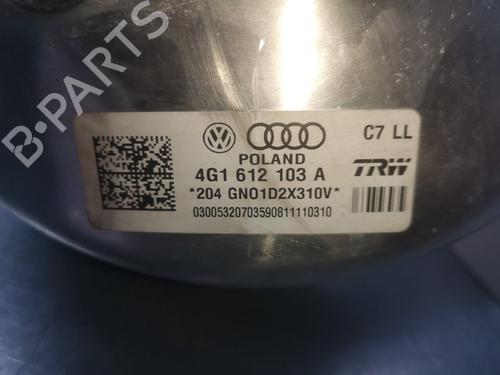 B-PARTS
C7 LL
POLAND
4G1 612 103 A
TRW
*204 GN01D2X310V*
03005320703590811110310